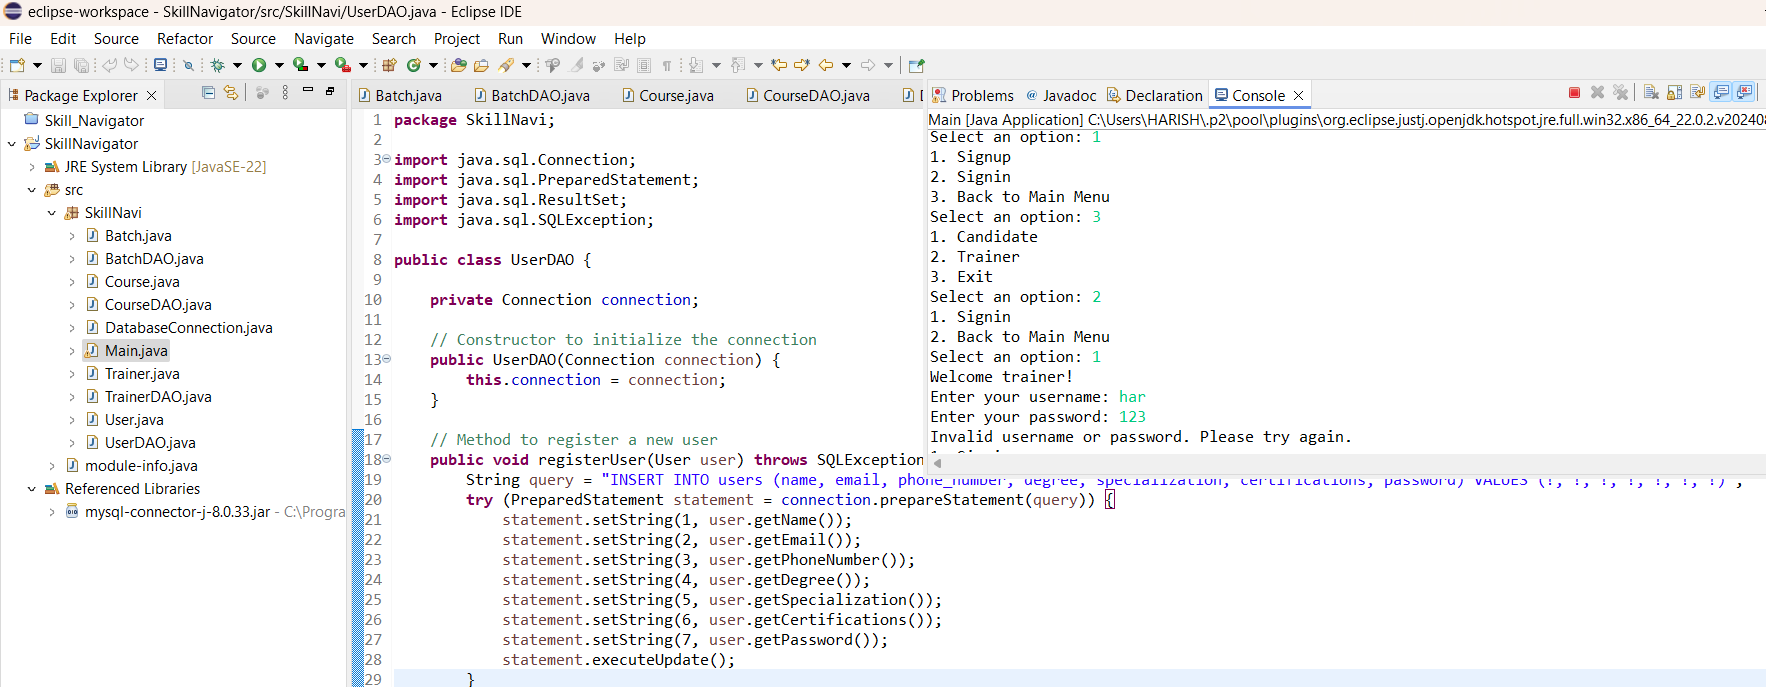 eclipse-workspace - SkillNavigator/src/SkillNavi/UserDAO.java - Eclipse IDE
File Edit Source Refactor Source Navigate Search Project Run Window Help
Package Explorer
Skill_Navigator
SkillNavigator
JRE System Library [JavaSE-22]
src
SkillNavi
Batch.java
BatchDAO.java
Course.java
CourseDAO.java
DatabaseConnection.java
Main.java
Trainer.java
TrainerDAO.java
User.java
UserDAO.java
module-info.java
Referenced Libraries
mysql-connector-j-8.0.33.jar - C:\Progra
Batch.java BatchDAO.java Course.java CourseDAO.java
1 package SkillNavi;
2
3 import java.sql.Connection;
4 import java.sql.PreparedStatement;
5 import java.sql.ResultSet;
6 import java.sql.SQLException;
7
8 public class UserDAO {
9
10 private Connection connection;
11
12 // Constructor to initialize the connection
13 public UserDAO(Connection connection) {
14 this.connection = connection;
15 }
16
17 // Method to register a new user
18 public void registerUser(User user) throws SQLException
19 String query = "INSERT INTO users (name, email, phone_number, degree, specialization, certifications, password) VALUES (?, ?, ?, ?, ?, ?, ?)";
20 try (PreparedStatement statement = connection.prepareStatement(query)) {
21 statement.setString(1, user.getName());
22 statement.setString(2, user.getEmail());
23 statement.setString(3, user.getPhoneNumber());
24 statement.setString(4, user.getDegree());
25 statement.setString(5, user.getSpecialization());
26 statement.setString(6, user.getCertifications());
27 statement.setString(7, user.getPassword());
28 statement.executeUpdate();
29 }
Problems @ Javadoc Declaration Console
Main [Java Application] C:\Users\HARISH\.p2\pool\plugins\org.eclipse.justj.openjdk.hotspot.jre.full.win32.x86_64_22.0.2.v202408
Select an option: 1
1. Signup
2. Signin
3. Back to Main Menu
Select an option: 3
1. Candidate
2. Trainer
3. Exit
Select an option: 2
1. Signin
2. Back to Main Menu
Select an option: 1
Welcome trainer!
Enter your username: har
Enter your password: 123
Invalid username or password. Please try again.